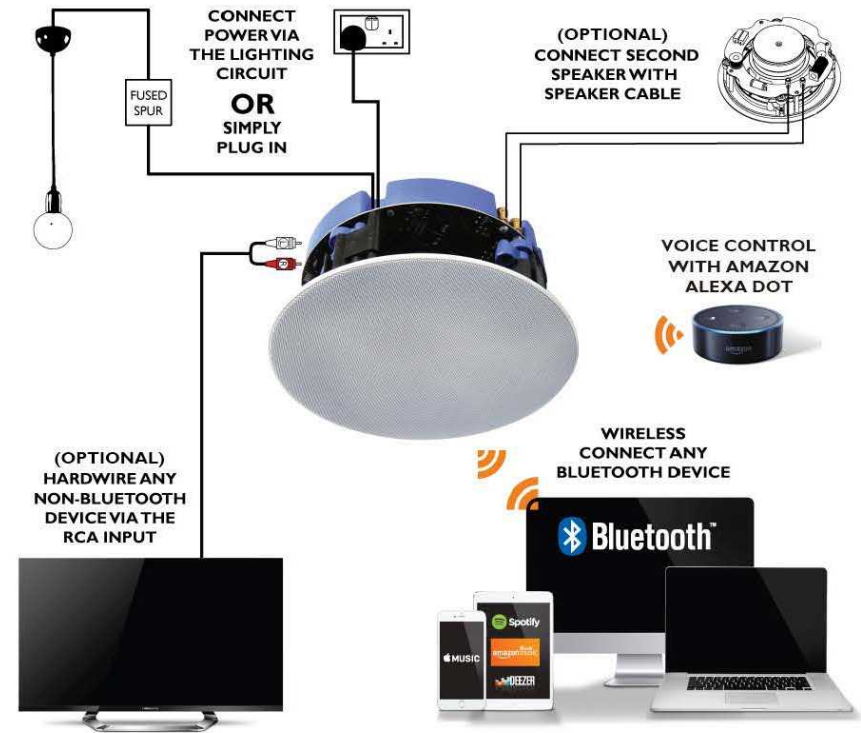 CONNECT
POWER VIA
THE LIGHTING
CIRCUIT
OR
SIMPLY
PLUG IN
FUSED
SPUR
(OPTIONAL)
CONNECT SECOND
SPEAKER WITH
SPEAKER CABLE
VOICE CONTROL
WITH AMAZON
ALEXA DOT
amazon
(OPTIONAL)
HARDWIRE ANY
NON-BLUETOOTH
DEVICE VIA THE
RCA INPUT
WIRELESS
CONNECT ANY
BLUETOOTH DEVICE
Bluetooth™
Spotify
amazon music
DEEZER
MUSIC